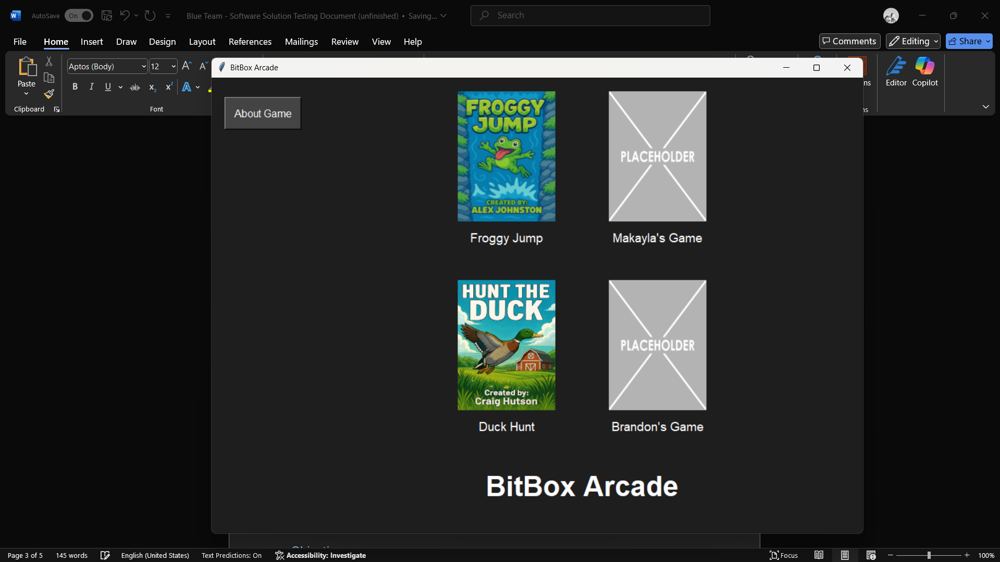 AutoSave On Blue Team - Software Solution Testing Document (unfinished) • Saving... Search
File Home Insert Draw Design Layout References Mailings Review View Help Comments Editing Share
Paste Aptos (Body) 12 Editor Copilot
Clipboard Font
BitBox Arcade
About Game
FROGGY
JUMP
CREATED BY:
ALEX JOHNSTON
Froggy Jump
PLACEHOLDER
Makayla's Game
HUNT THE
DUCK
Created by:
Craig Hutson
Duck Hunt
PLACEHOLDER
Brandon's Game
BitBox Arcade
Page 3 of 5 145 words English (United States) Text Predictions: On Accessibility: Investigate Focus 100%